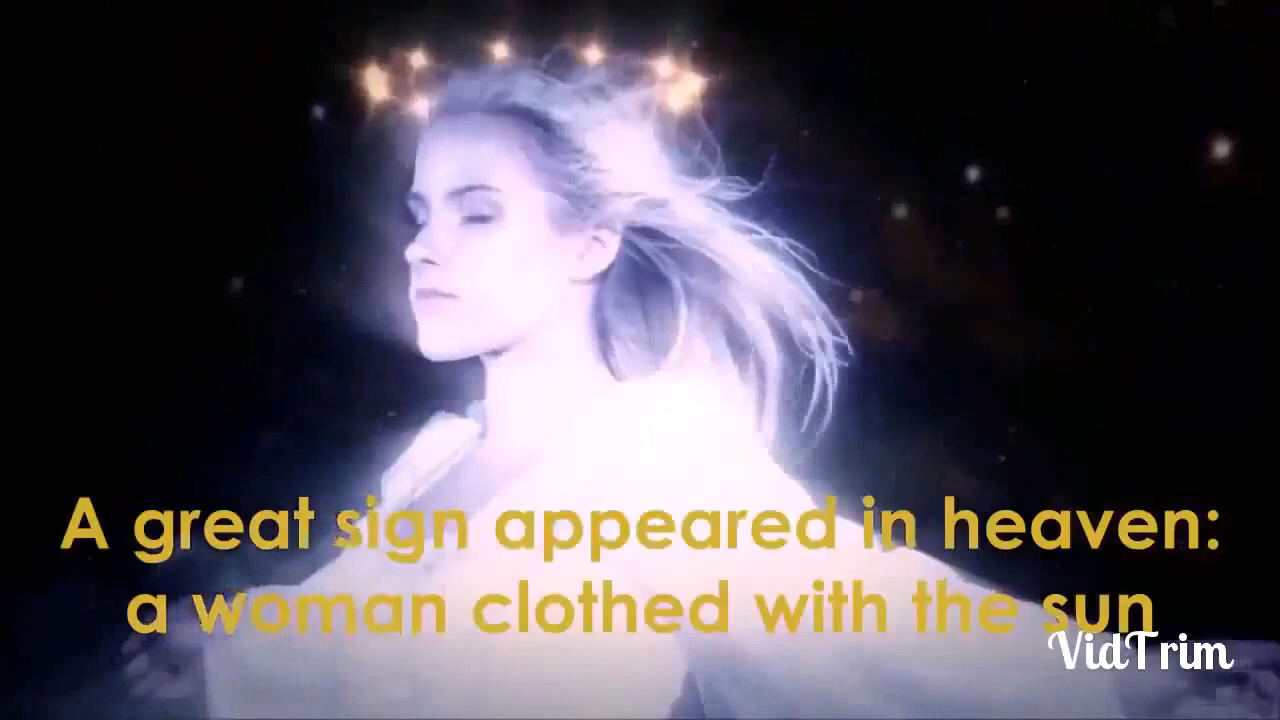 A great sign appeared in heaven:
a woman clothed with the sun
VidTrim